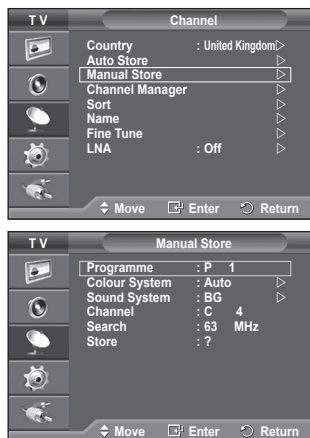 TV Channel
Country : United Kingdom▷
Auto Store ▷
Manual Store ▷
Channel Manager ▷
Sort ▷
Name ▷
Fine Tune ▷
LNA : Off ▷
Move Enter Return
TV Manual Store
Programme : P 1
Colour System : Auto ▷
Sound System : BG ▷
Channel : C 4
Search : 63 MHz
Store : ?
Move Enter Return